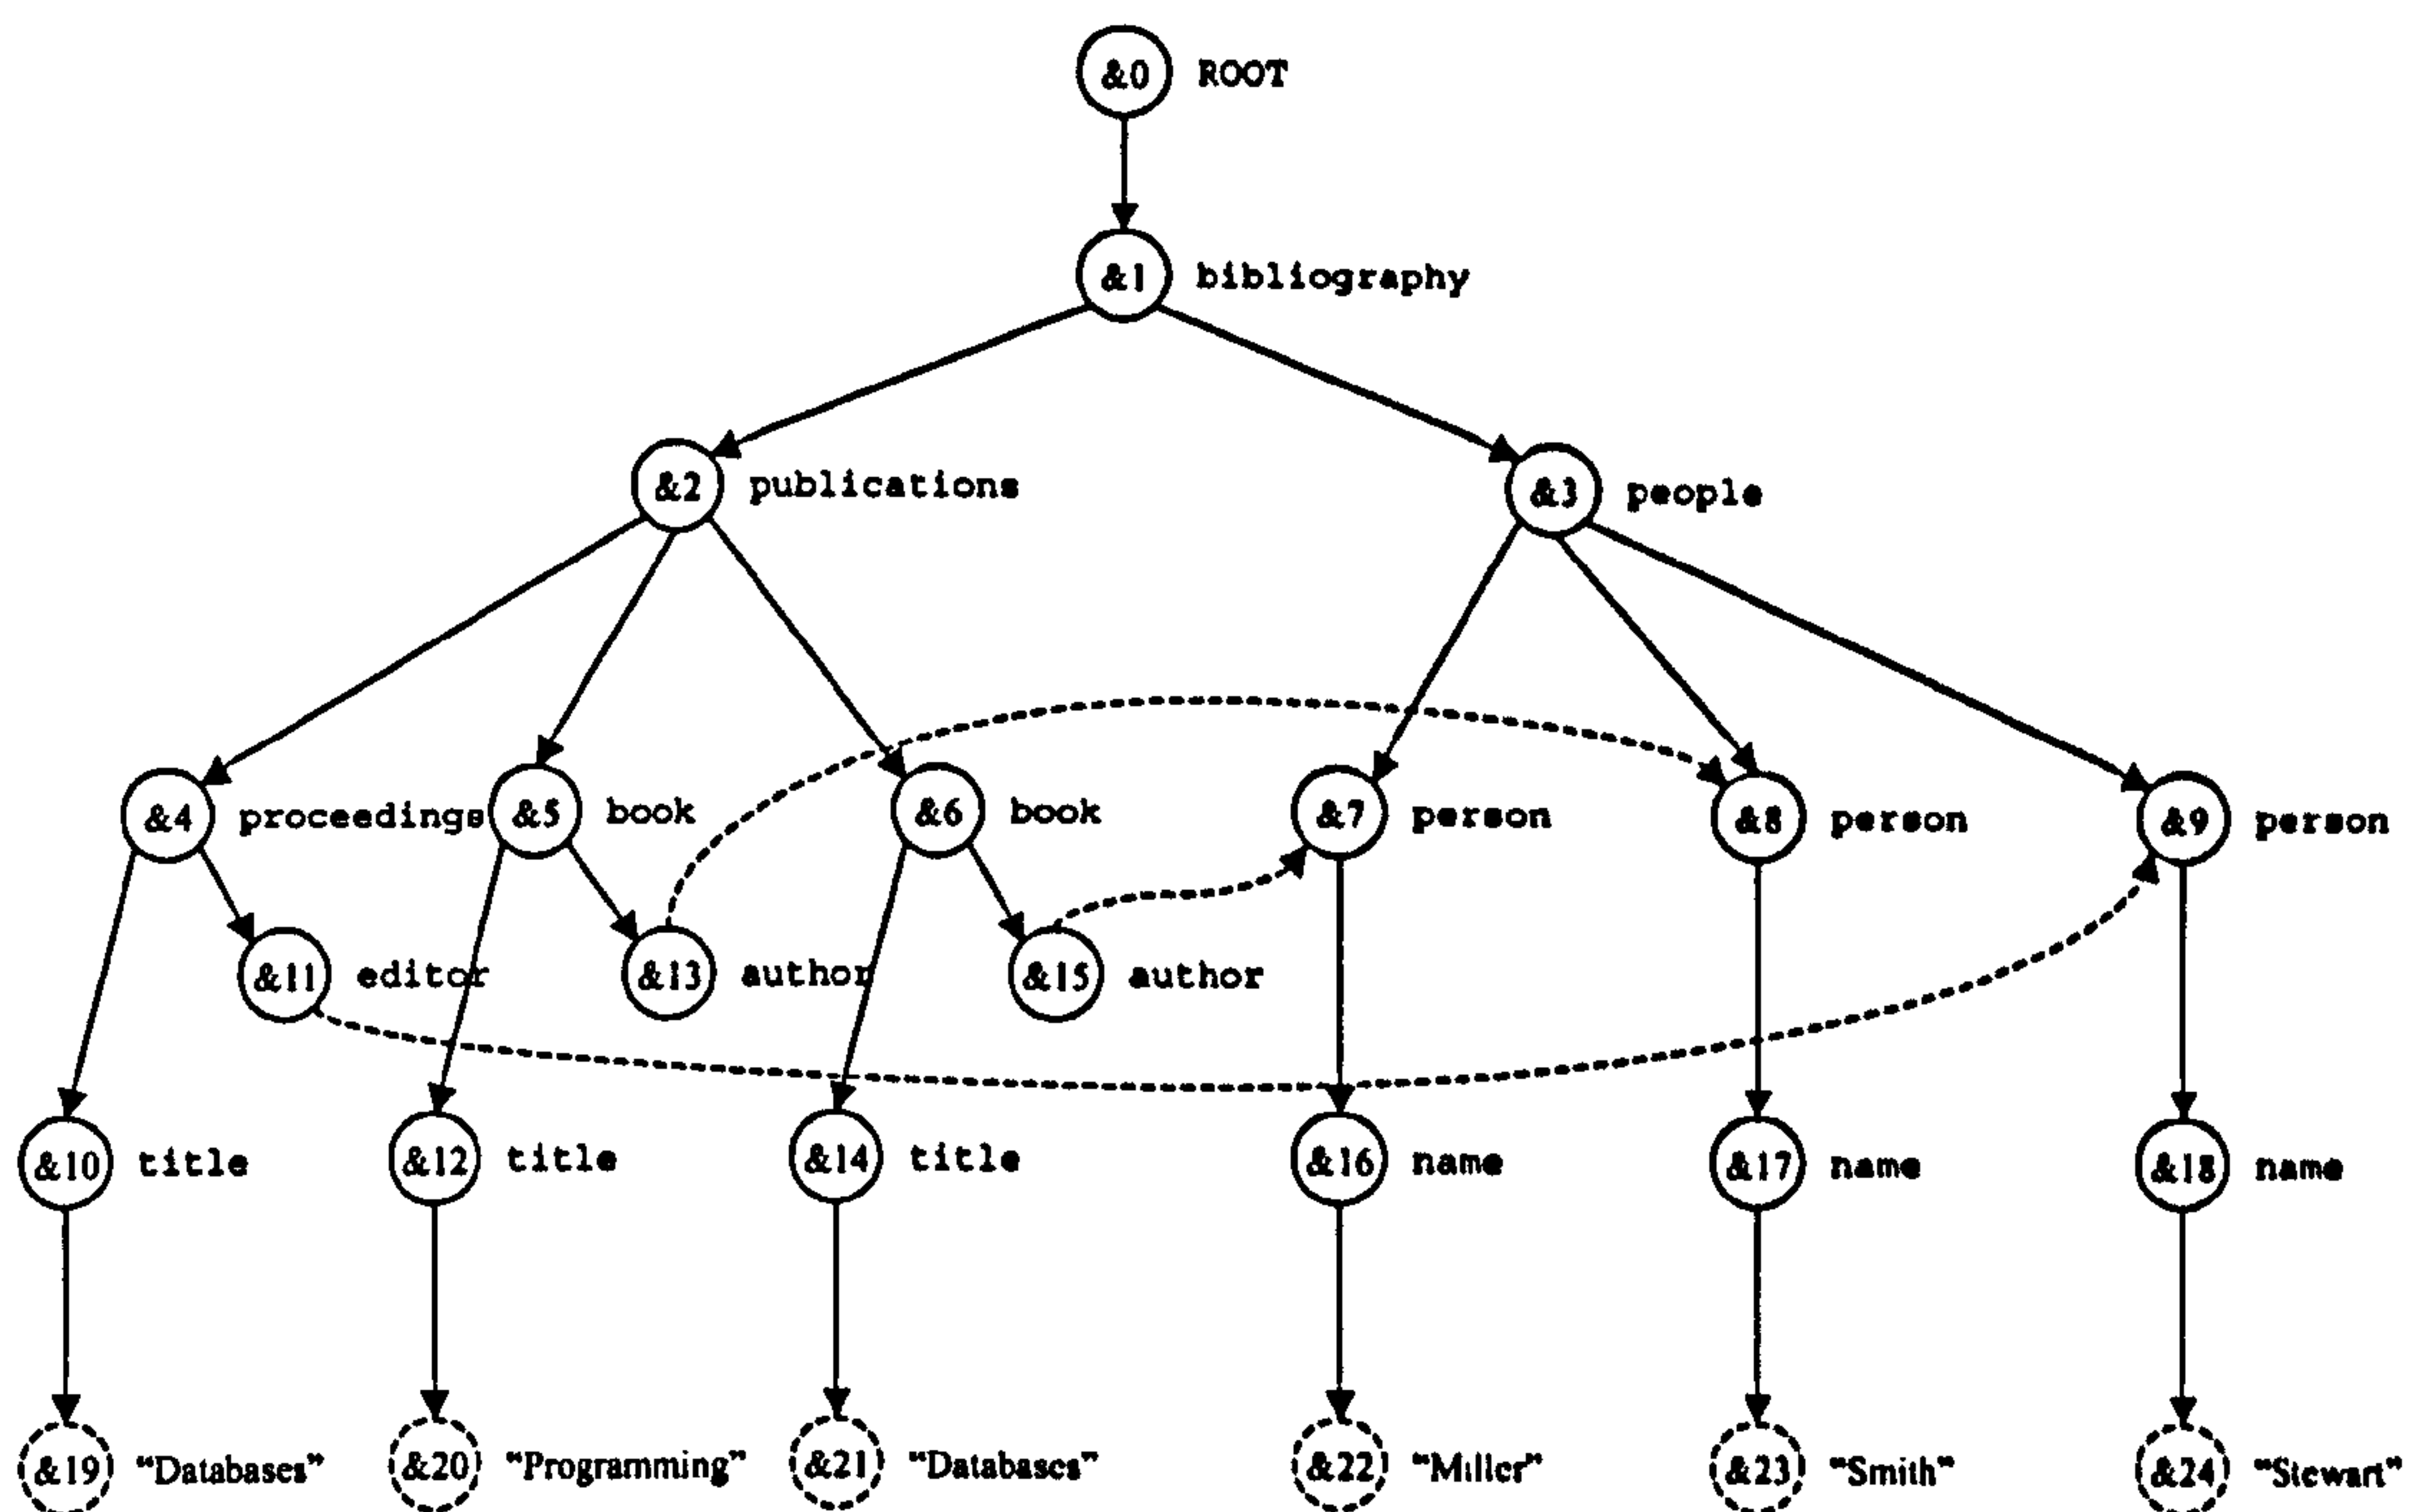 &0 ROOT
&1 bibliography
&2 publications
&3 people
&4 proceedings
&5 book
&6 book
&7 person
&8 person
&9 person
&11 editor
&13 author
&15 author
&10 title
&12 title
&14 title
&16 name
&17 name
&18 name
&19 “Databases”
&20 “Programming”
&21 “Databases”
&22 “Miller”
&23 “Smith”
&24 “Stewart”